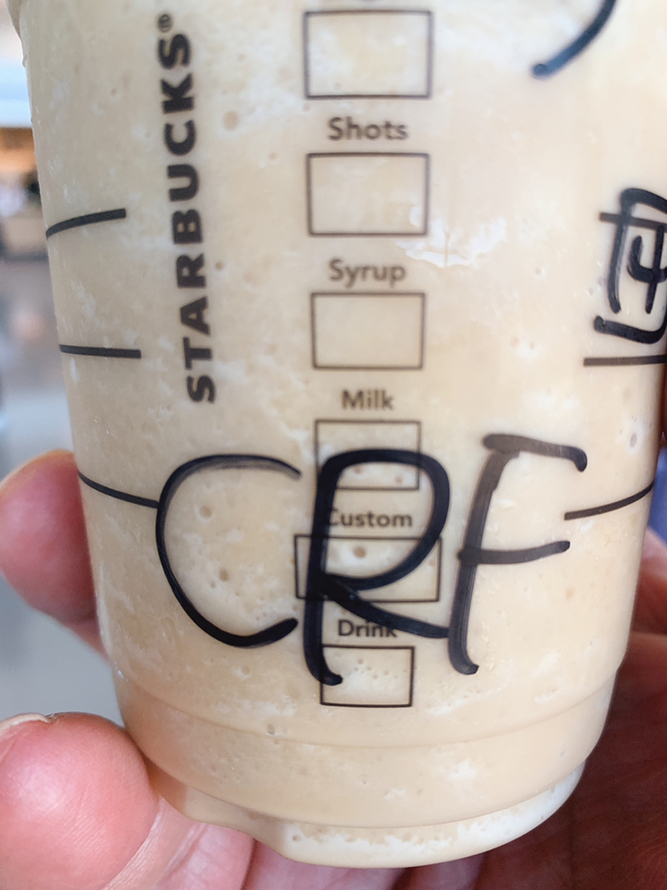 STARBUCKS®
Shots
Syrup
Milk
Custom
Drink
CRF